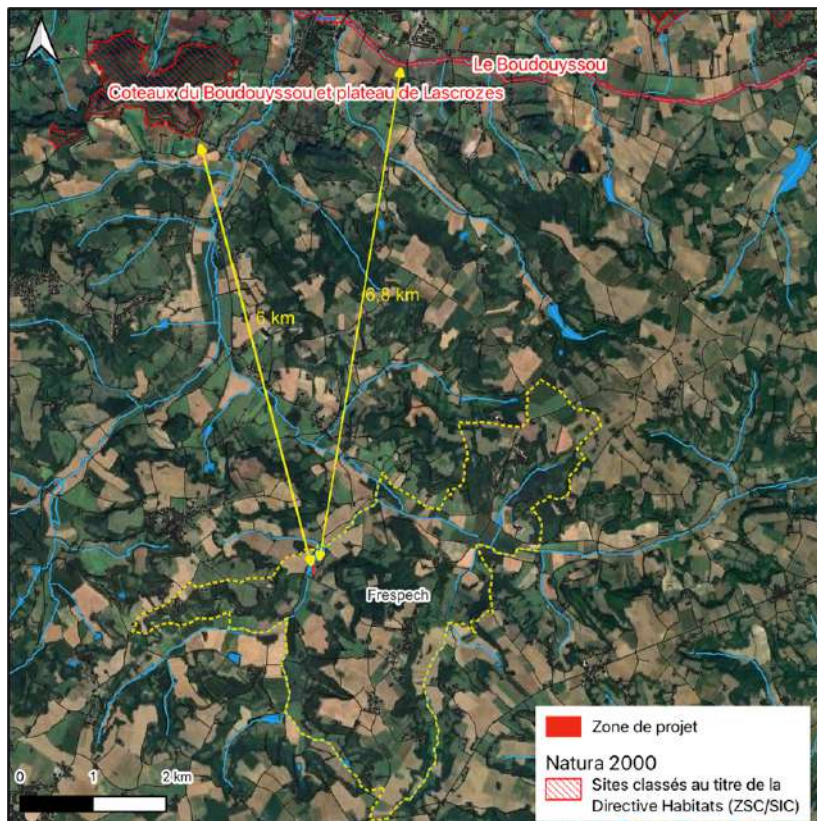 Le Boudouyssou
Coteaux du Boudouyssou et plateau de Lascrozes
6,8 km
6 km
Frespech
0 1 2 km
Zone de projet
Natura 2000
Sites classés au titre de la
Directive Habitats (ZSC/SIC)